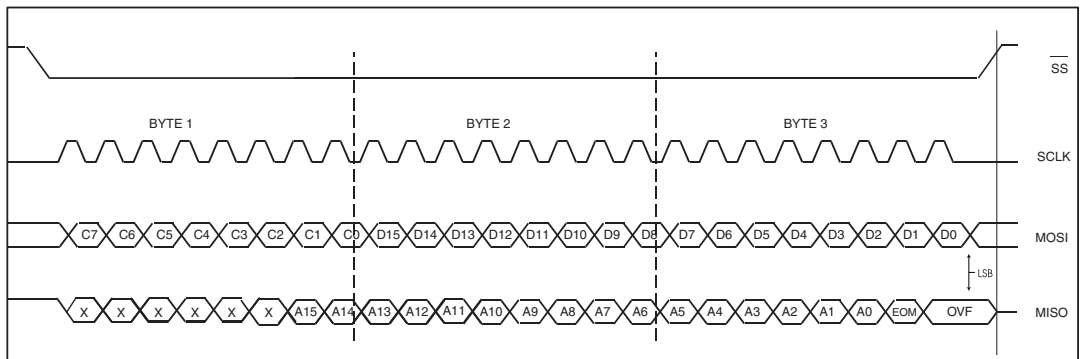 SS
BYTE 1 BYTE 2 BYTE 3
SCLK
C7 C6 C5 C4 C3 C2 C1 C0 D15 D14 D13 D12 D11 D10 D9 D8 D7 D6 D5 D4 D3 D2 D1 D0 MOSI
LSB
X X X X X X A15 A14 A13 A12 A11 A10 A9 A8 A7 A6 A5 A4 A3 A2 A1 A0 EOM OVF MISO